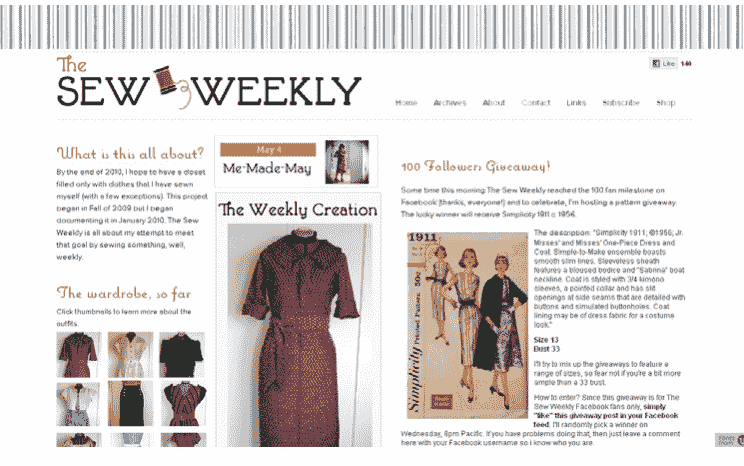 The
SEW WEEKLY
Like 140
Home Archives About Contact Links Subscribe Shop
What is this all about?
By the end of 2010, I hope to have a closet
filled only with clothes that I have sewn
myself (with a few exceptions). This project
began in Fall of 2009 but I began
documenting it in January 2010. The Sew
Weekly is all about my attempt to meet
that goal by sewing something, well,
weekly.
The wardrobe, so far
Click thumbnails to learn more about the
outfits.
May 4
Me-Made-May
The Weekly Creation
100 Followers Giveaway!
Some time this morning The Sew Weekly reached the 100 fan milestone on
Facebook (thanks, everyone!) and to celebrate, I'm hosting a pattern giveaway.
The lucky winner will receive Simplicity 1911 c.1956.
1911
50¢
Simplicity Printed Pattern
The description: "Simplicity 1911; ©1956; Jr.
Misses' and Misses' One-Piece Dress and
Coat. Simple-to-Make ensemble boasts
smooth slim lines. Sleeveless sheath
features a bloused bodice and "Sabrina" boat
neckline. Coat is styled with 3/4 kimono
sleeves, a pointed collar and has slit
openings at side seams that are detailed with
buttons and simulated buttonholes. Coat
lining may be of dress fabric for a costume
look."
Size 13
Bust 33
I'll try to mix up the giveaways to feature a
range of sizes, so fear not if you're a bit more
ample than a 33 bust.
How to enter? Since this giveaway is for The
Sew Weekly Facebook fans only, simply
"like" this giveaway post in your Facebook
feed. I'll randomly pick a winner on
Wednesday, 6pm Pacific. If you have problems doing that, then just leave a comment
here with your Facebook username so I know who you are.